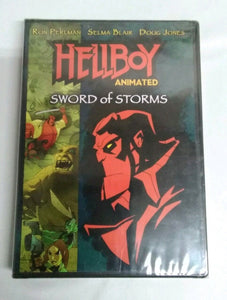 RON PERLMAN SELMA BLAIR DOUG JONES
HELLBOY
ANIMATED
SWORD of STORMS